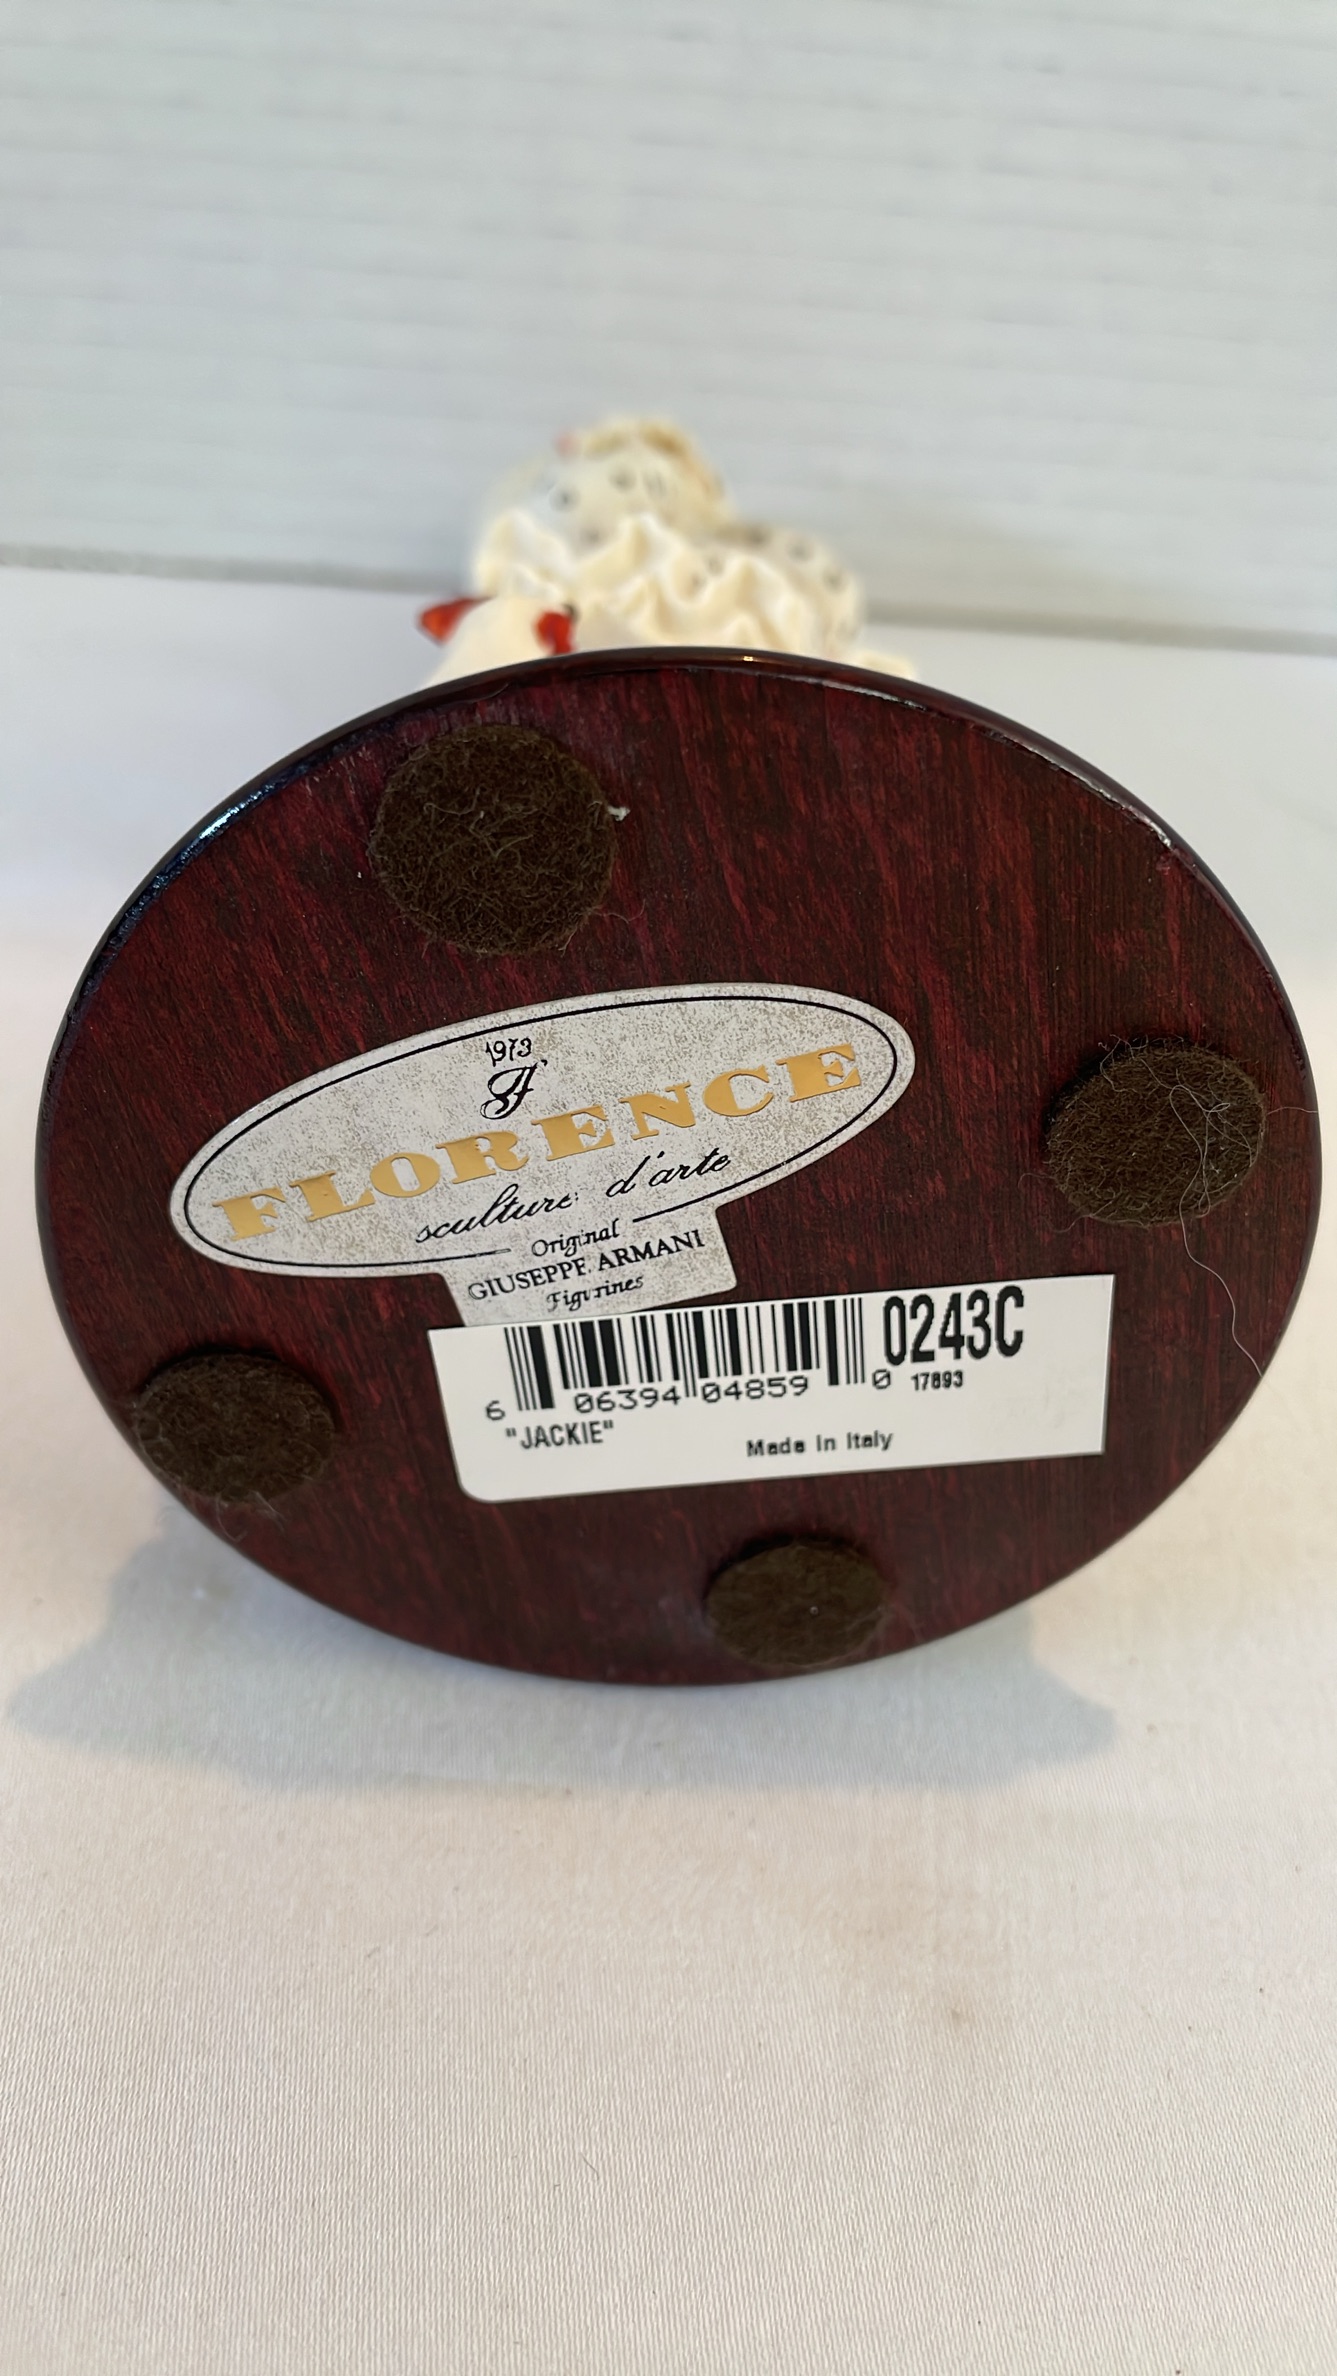 1973
FLORENCE
sculture d'arte
Original
GIUSEPPE ARMANI
Figurines
0243C
6 06394 04859 0 17893
"JACKIE" Made in Italy